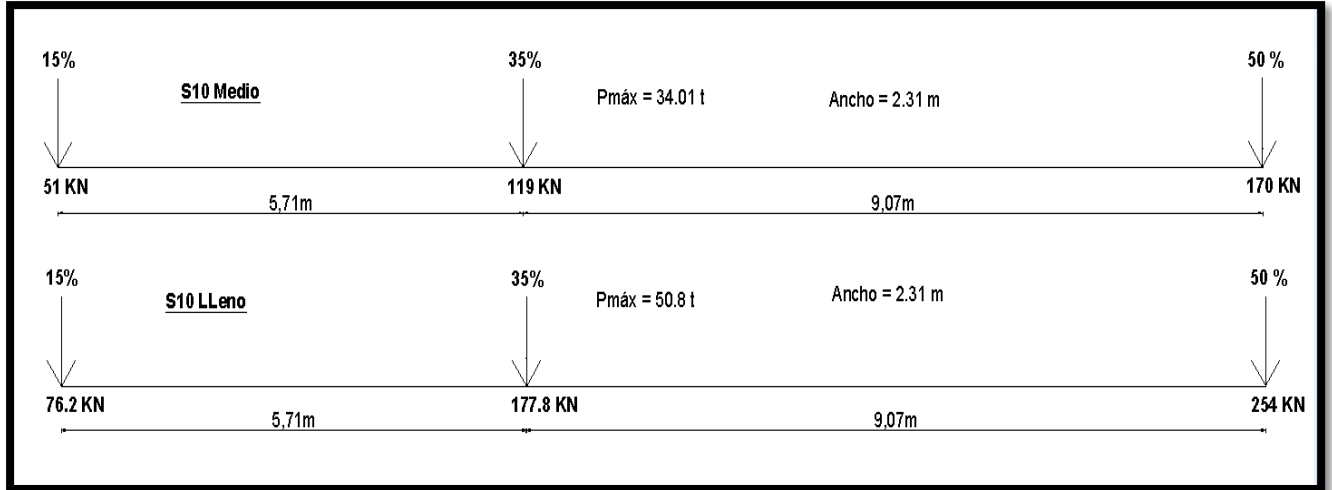 15% 35% 50 %
S10 Medio Pmáx = 34.01 t Ancho = 2.31 m
51 KN 119 KN 170 KN
5,71m 9,07m
15% 35% 50 %
S10 LLeno Pmáx = 50.8 t Ancho = 2.31 m
76.2 KN 177.8 KN 254 KN
5,71m 9,07m